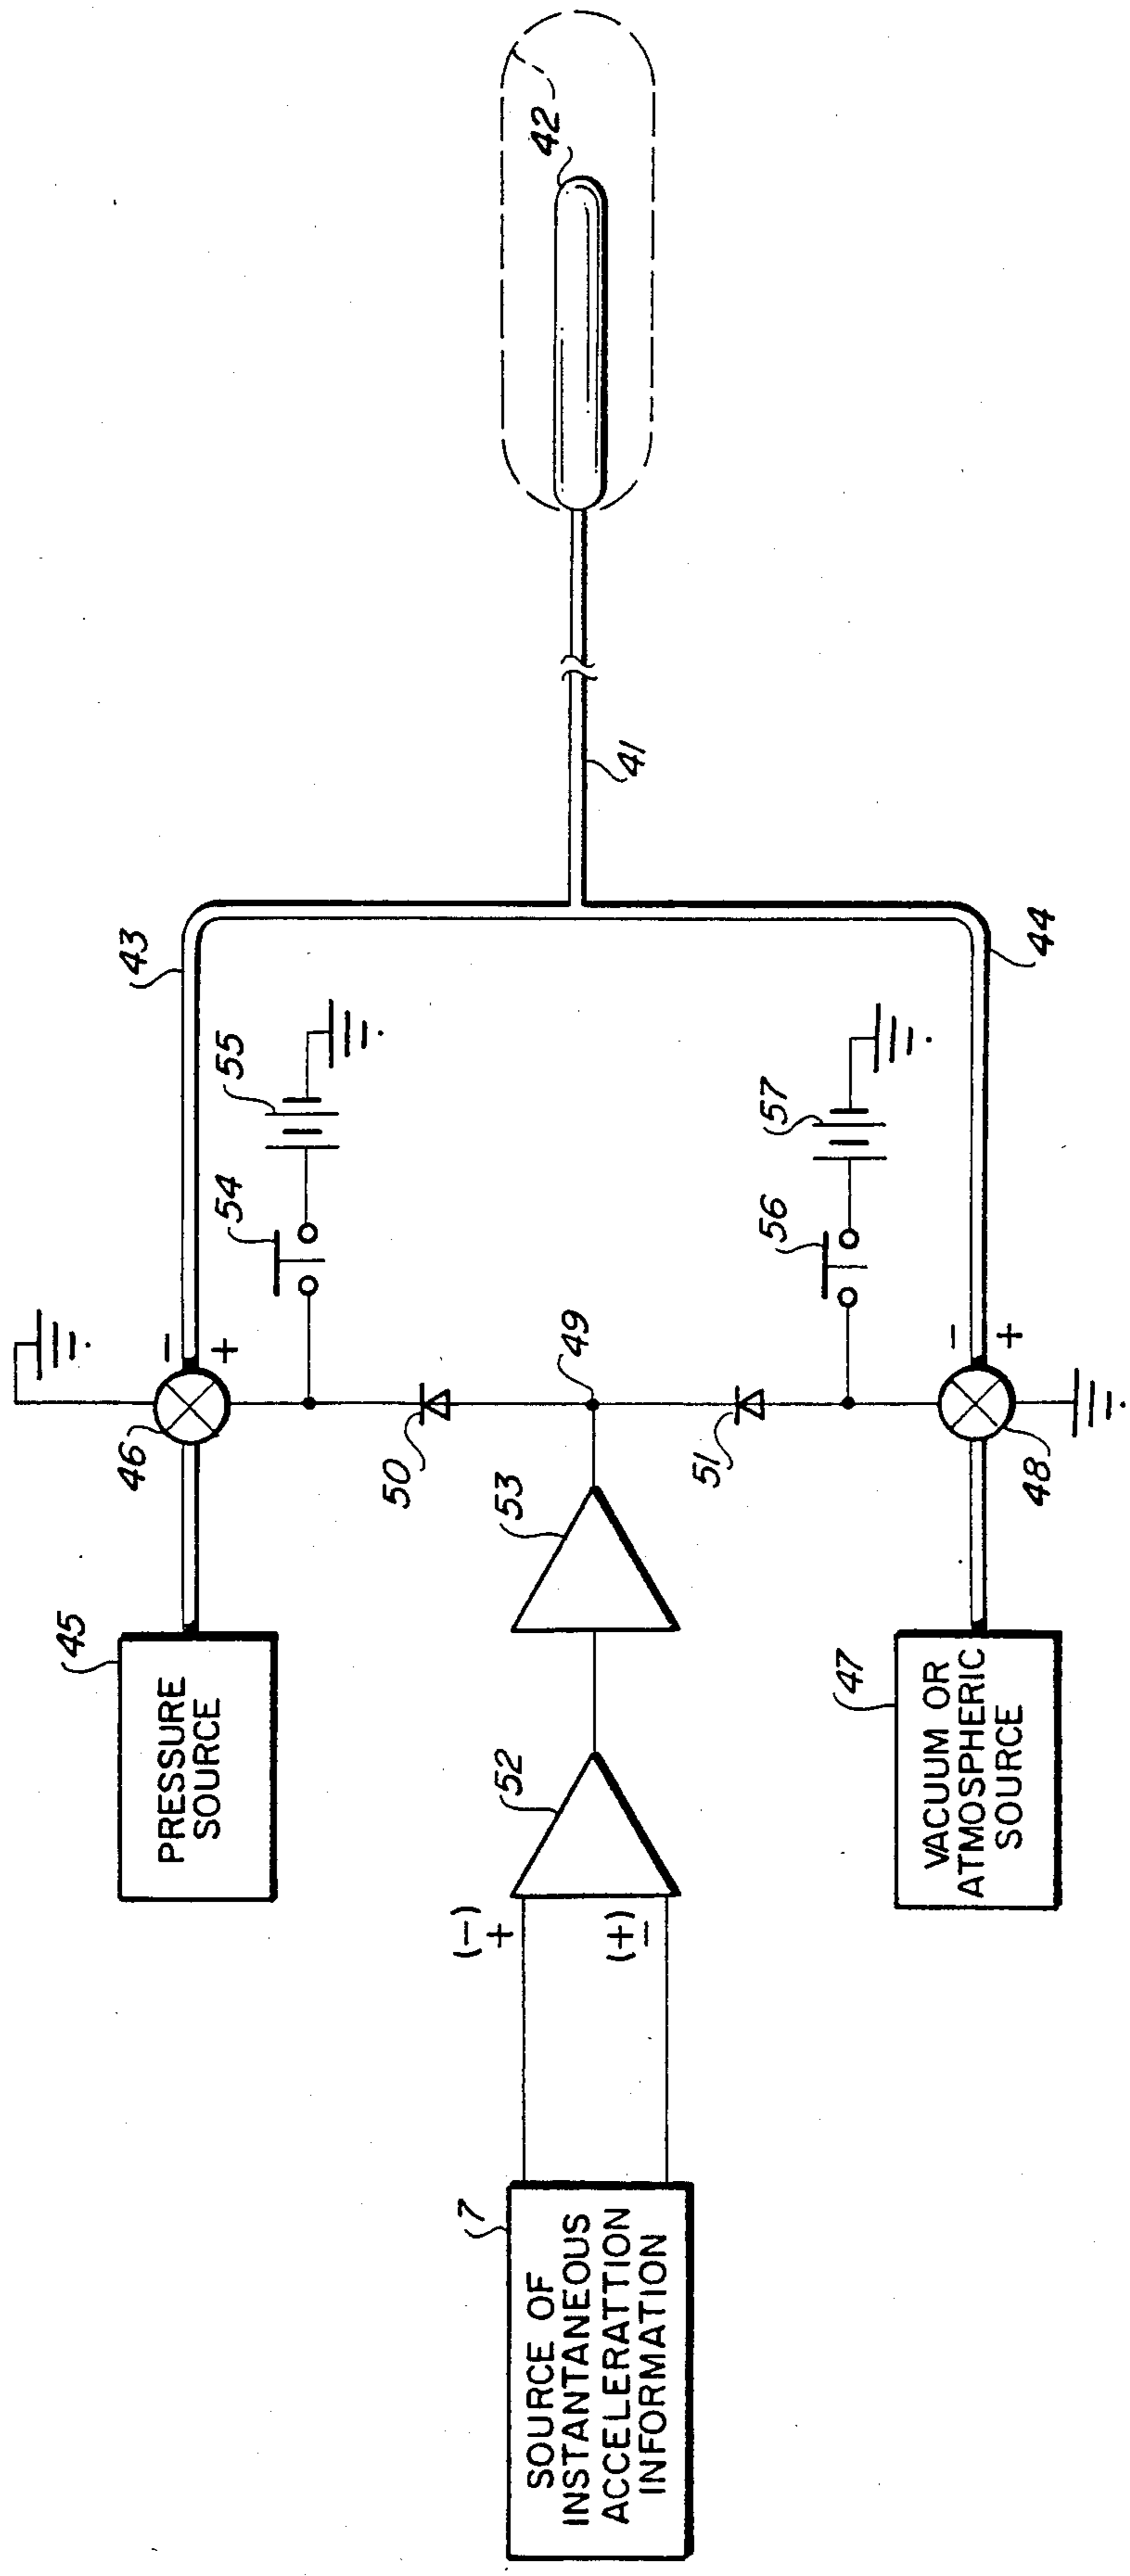 45
PRESSURE
SOURCE
46
−
+
43
54
55
50
49
7
SOURCE OF
INSTANTANEOUS
ACCELERATTION
INFORMATION
(−)
+
(+)
−
52
53
41
42
51
56
57
47
VACUUM OR
ATMOSPHERIC
SOURCE
48
−
+
44